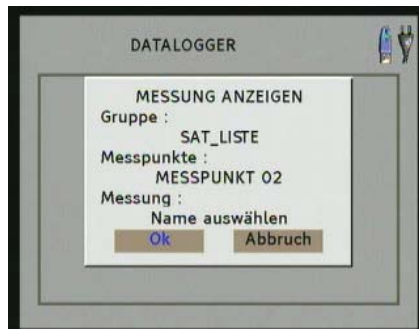 DATALOGGER
MESSUNG ANZEIGEN
Gruppe :
SAT_LISTE
Messpunkte :
MESSPUNKT 02
Messung :
Name auswählen
Ok Abbruch